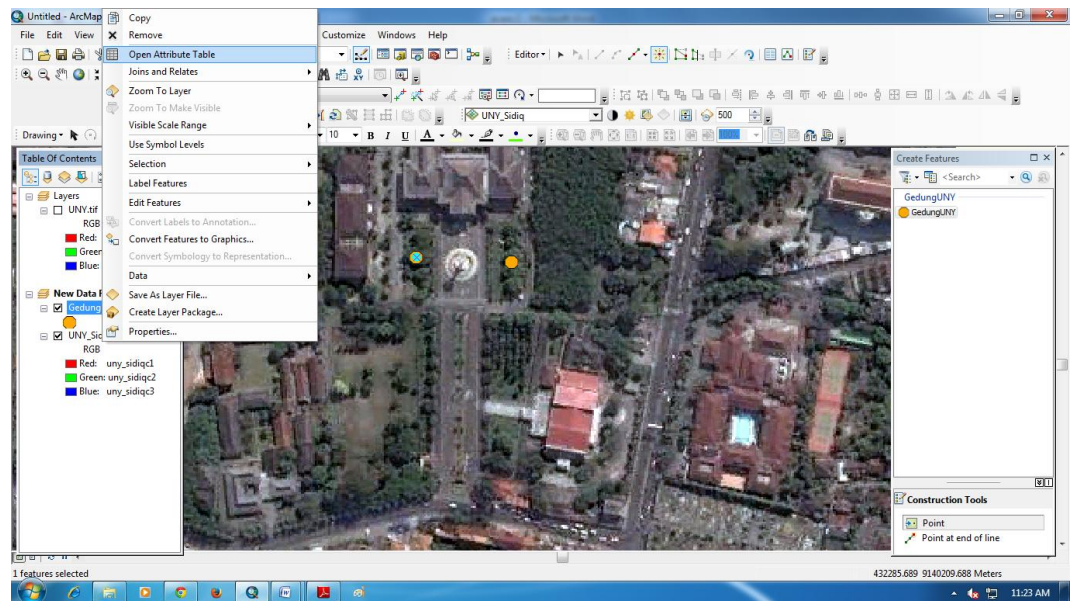 Untitled - ArcMap
File Edit View Customize Windows Help
Copy
Remove
Open Attribute Table
Joins and Relates
Zoom To Layer
Zoom To Make Visible
Visible Scale Range
Use Symbol Levels
Selection
Label Features
Edit Features
Convert Labels to Annotation...
Convert Features to Graphics...
Convert Symbology to Representation...
Data
Save As Layer File...
Create Layer Package...
Properties...
Editor
UNY_Sidiq
500
Drawing
10 B I U A
100%
Table Of Contents
Layers
UNY.tif
RGB
Red:
Green
Blue:
New Data F
Gedung
UNY_Sid
RGB
Red: uny_sidiqc1
Green: uny_sidiqc2
Blue: uny_sidiqc3
Create Features
<Search>
GedungUNY
GedungUNY
Construction Tools
Point
Point at end of line
1 features selected
432285.689 9140209.688 Meters
11:23 AM